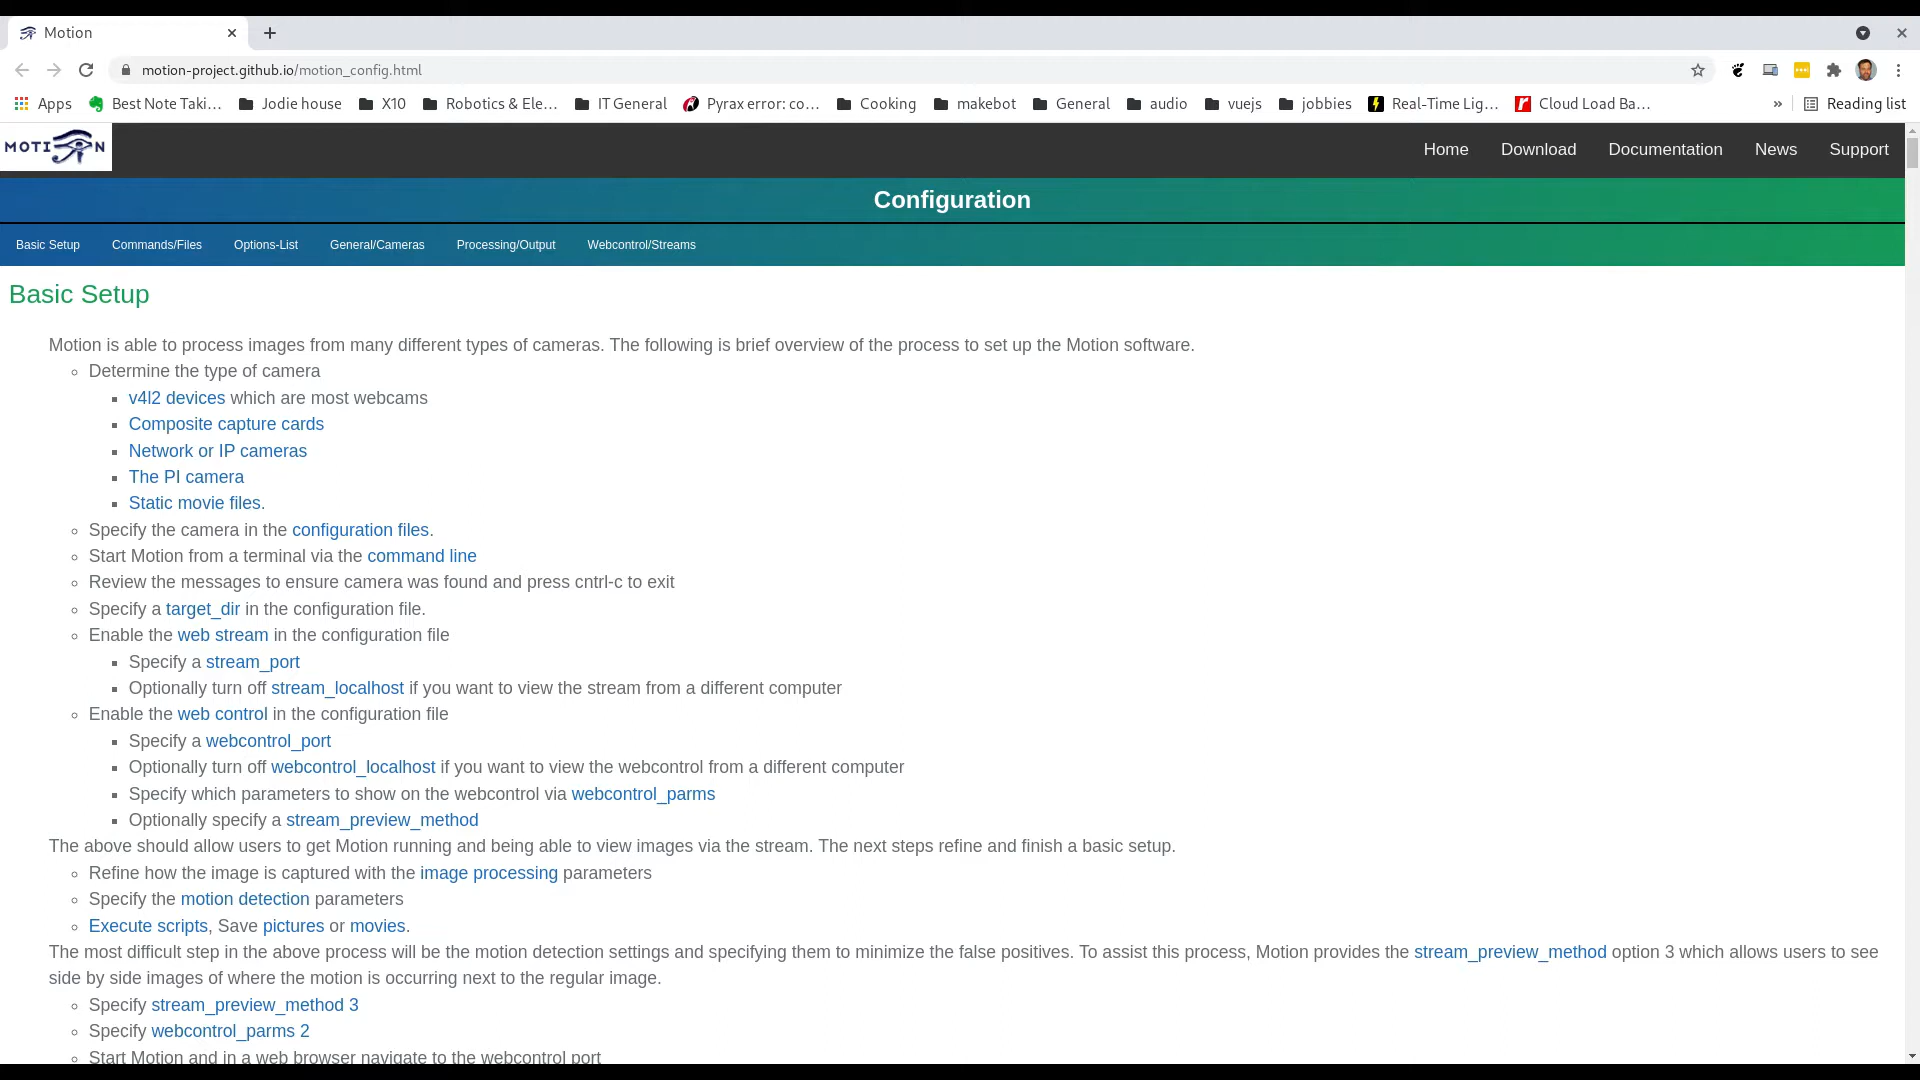 Motion
motion-project.github.io/motion_config.html
Apps Best Note Taki… Jodie house X10 Robotics & Ele… IT General Pyrax error: co… Cooking makebot General audio vuejs jobbies Real-Time Lig… Cloud Load Ba… » Reading list
MOTION Home Download Documentation News Support
Configuration
Basic Setup Commands/Files Options-List General/Cameras Processing/Output Webcontrol/Streams
Basic Setup
Motion is able to process images from many different types of cameras. The following is brief overview of the process to set up the Motion software.
Determine the type of camera
v4l2 devices which are most webcams
Composite capture cards
Network or IP cameras
The PI camera
Static movie files.
Specify the camera in the configuration files.
Start Motion from a terminal via the command line
Review the messages to ensure camera was found and press cntrl-c to exit
Specify a target_dir in the configuration file.
Enable the web stream in the configuration file
Specify a stream_port
Optionally turn off stream_localhost if you want to view the stream from a different computer
Enable the web control in the configuration file
Specify a webcontrol_port
Optionally turn off webcontrol_localhost if you want to view the webcontrol from a different computer
Specify which parameters to show on the webcontrol via webcontrol_parms
Optionally specify a stream_preview_method
The above should allow users to get Motion running and being able to view images via the stream. The next steps refine and finish a basic setup.
Refine how the image is captured with the image processing parameters
Specify the motion detection parameters
Execute scripts, Save pictures or movies.
The most difficult step in the above process will be the motion detection settings and specifying them to minimize the false positives. To assist this process, Motion provides the stream_preview_method option 3 which allows users to see
side by side images of where the motion is occurring next to the regular image.
Specify stream_preview_method 3
Specify webcontrol_parms 2
Start Motion and in a web browser navigate to the webcontrol port